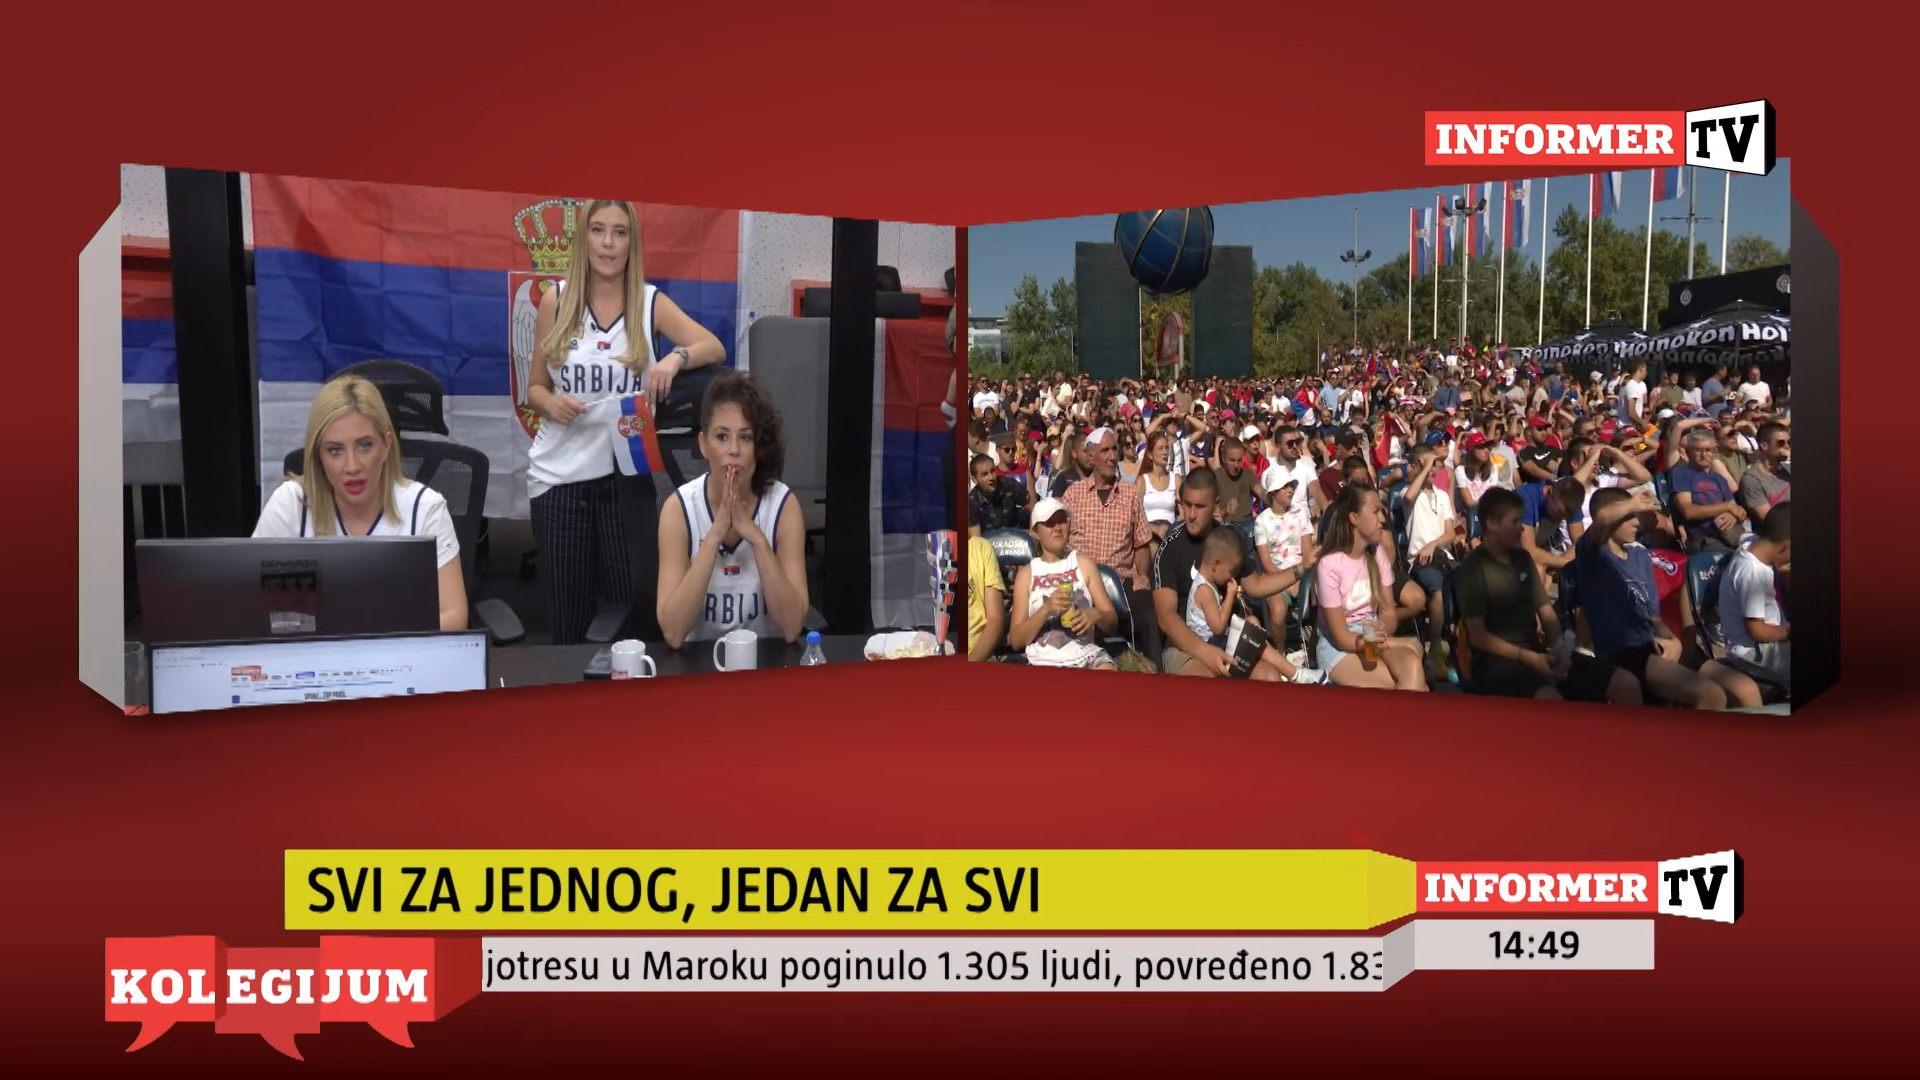 INFORMER TV
SRBIJA
RBIJ
SVI ZA JEDNOG, JEDAN ZA SVI
INFORMER TV
14:49
jotresu u Maroku poginulo 1.305 ljudi, povređeno 1.83
KOLEGIJUM